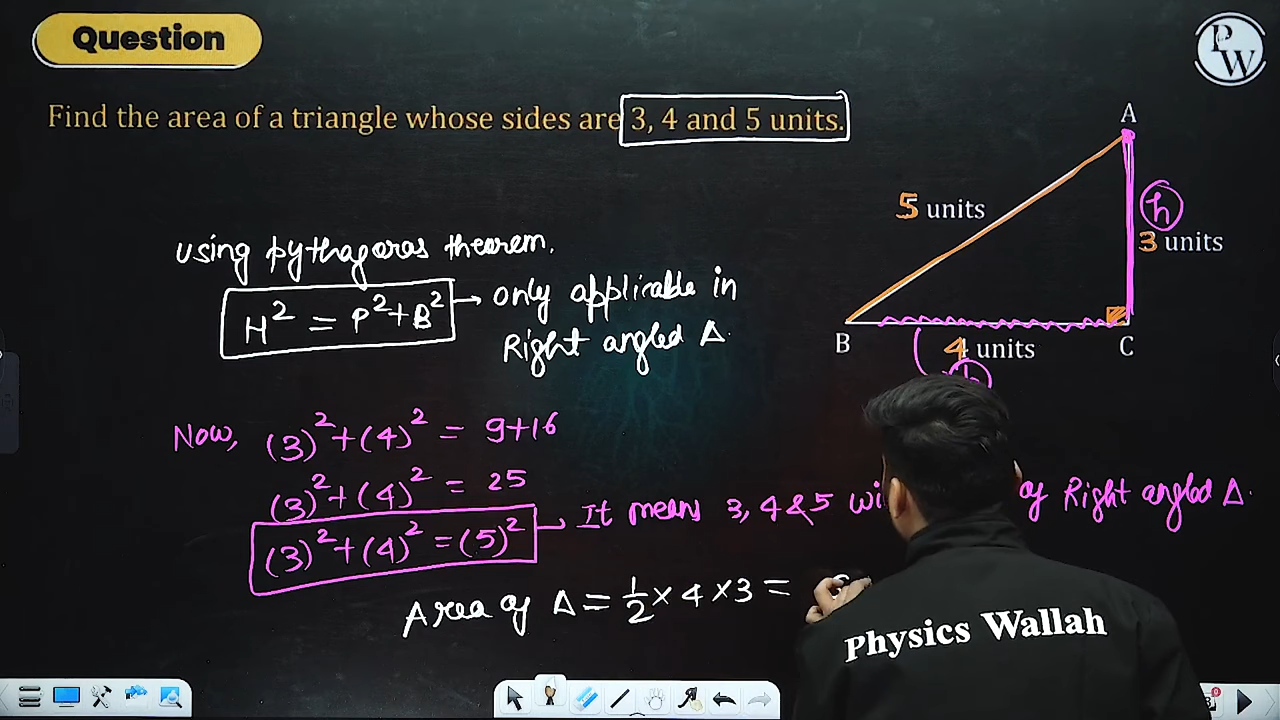 Question
PW
Find the area of a triangle whose sides are 3, 4 and 5 units.
A
5 units
h
3 units
B
4 units
C
b
using pythagoras theorem.
H² = P²+B² → only applicable in
Right angled Δ.
Now, (3)²+(4)² = 9+16
(3)²+(4)² = 25
(3)²+(4)² = (5)² → It means 3, 4 & 5 of Right angled Δ.
Area of Δ = 1/2 × 4 × 3 =
Physics Wallah